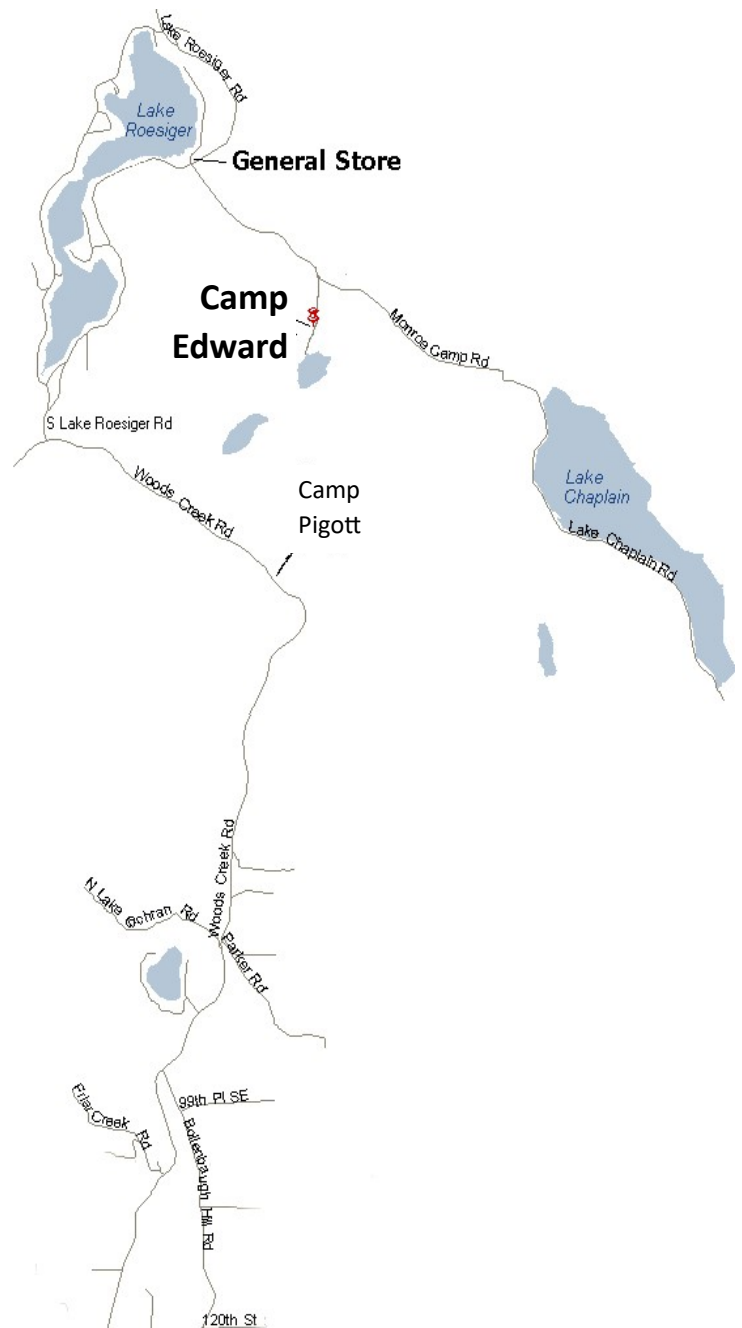 Lake Roesiger Rd
Lake
Roesiger
General Store
Camp
Edward
Monroe Camp Rd
S Lake Roesiger Rd
Woods Creek Rd
Camp
Pigott
Lake
Chaplain
Lake Chaplain Rd
Woods Creek Rd
N Lake
Rd
Parker Rd
99th Pl SE
Friar Creek Rd
Bollenbaugh Hill Rd
120th St